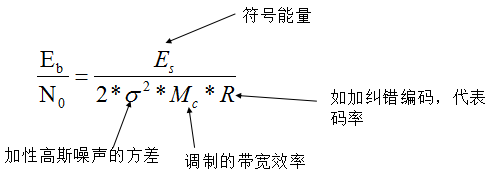 符号能量
E_b/N_0 = E_s/(2*σ^2*M_c*R)
如加纠错编码，代表
码率
加性高斯噪声的方差
调制的带宽效率